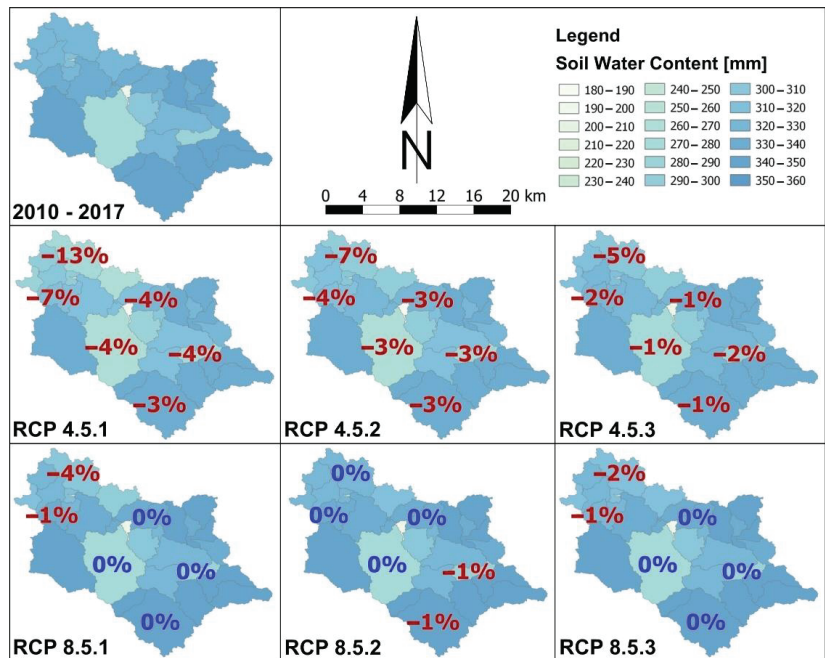 2010 - 2017
N
0 4 8 12 16 20 km
Legend
Soil Water Content [mm]
180–190 240–250 300–310
190–200 250–260 310–320
200–210 260–270 320–330
210–220 270–280 330–340
220–230 280–290 340–350
230–240 290–300 350–360
–13%
–7% –4%
–4% –4%
–3%
RCP 4.5.1
–7%
–4% –3%
–3% –3%
–3%
RCP 4.5.2
–5%
–2% –1%
–1% –2%
–1%
RCP 4.5.3
–4%
–1% 0%
0% 0%
0%
RCP 8.5.1
0%
0% 0%
0% –1%
–1%
RCP 8.5.2
–2%
–1% 0%
0% 0%
0%
RCP 8.5.3